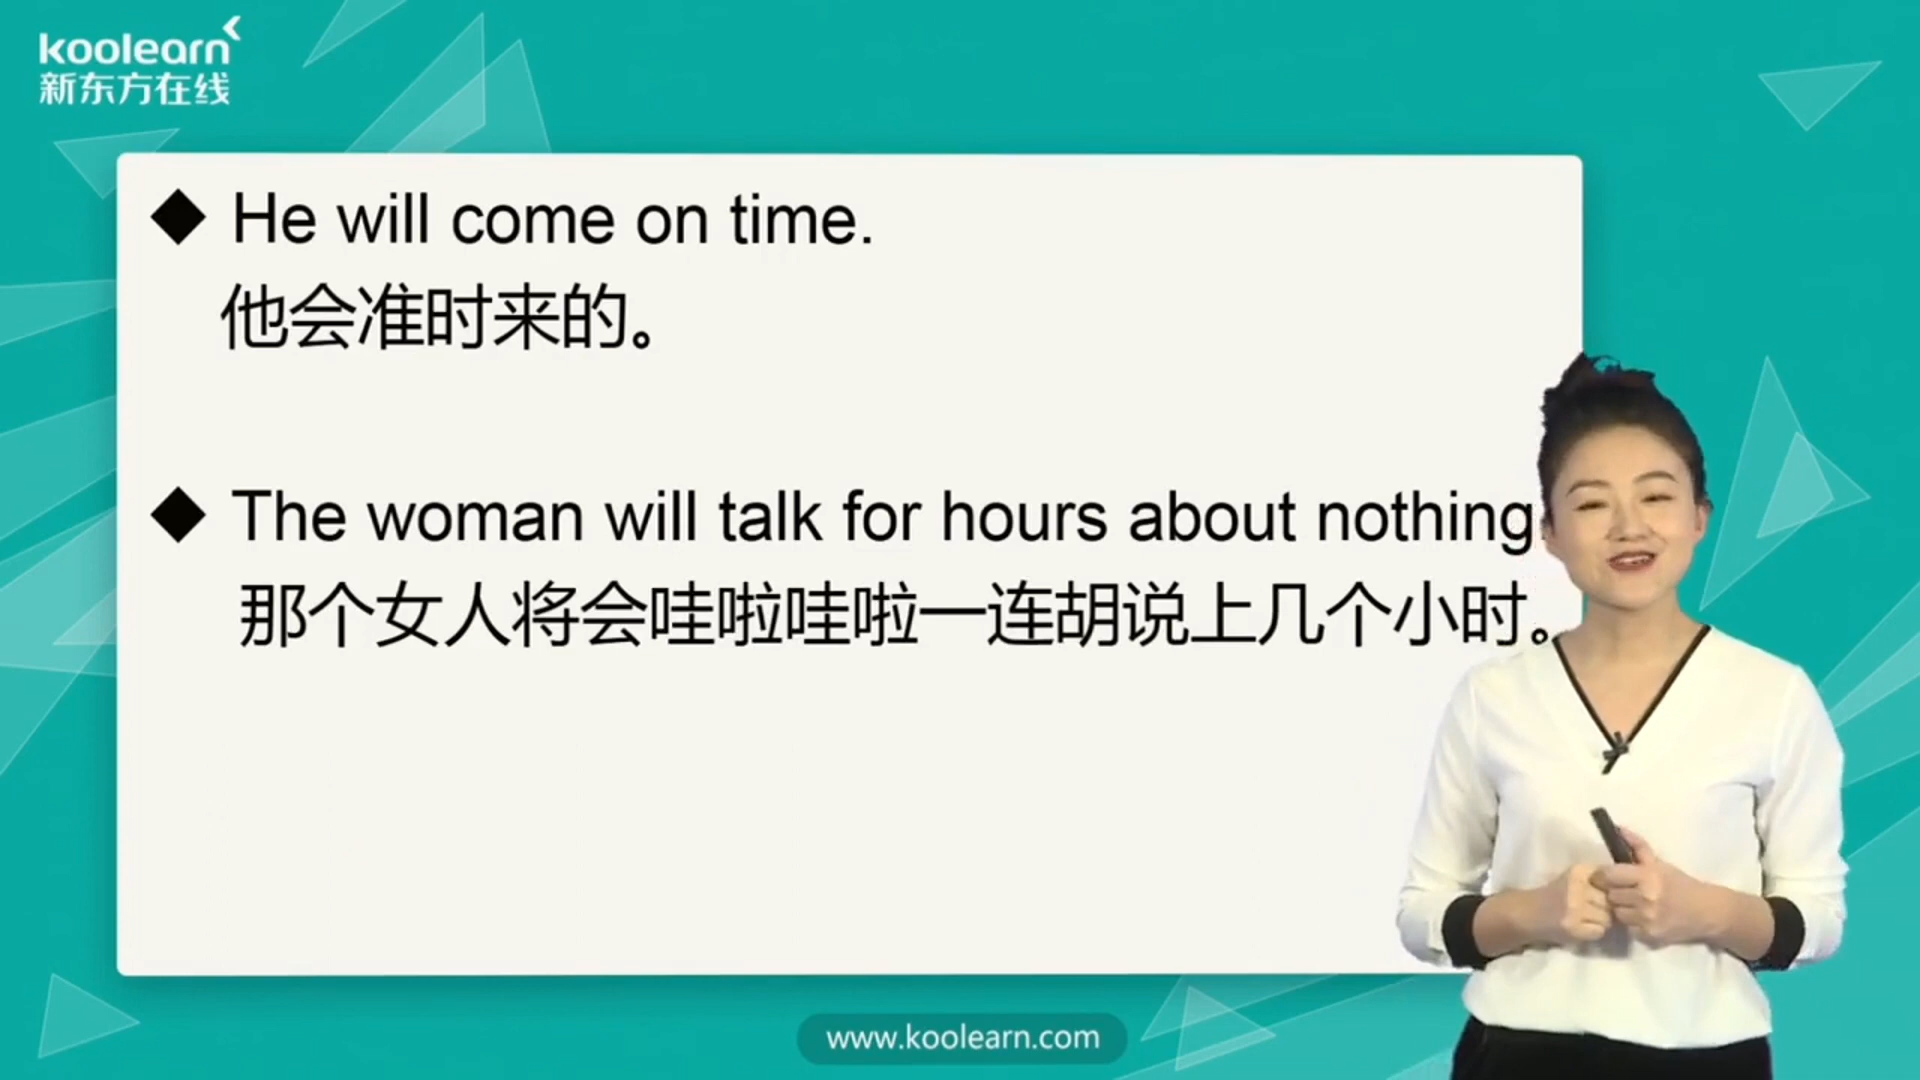 koolearn
新东方在线
◆ He will come on time.
他会准时来的。
◆ The woman will talk for hours about nothing.
那个女人将会哇啦哇啦一连胡说上几个小时。
www.koolearn.com